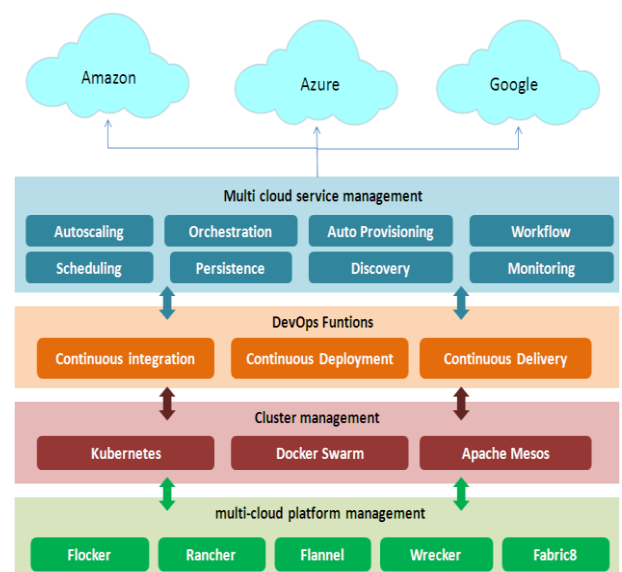 Amazon
Azure
Google
Multi cloud service management
Autoscaling
Orchestration
Auto Provisioning
Workflow
Scheduling
Persistence
Discovery
Monitoring
DevOps Funtions
Continuous integration
Continuous Deployment
Continuous Delivery
Cluster management
Kubernetes
Docker Swarm
Apache Mesos
multi-cloud platform management
Flocker
Rancher
Flannel
Wrecker
Fabric8